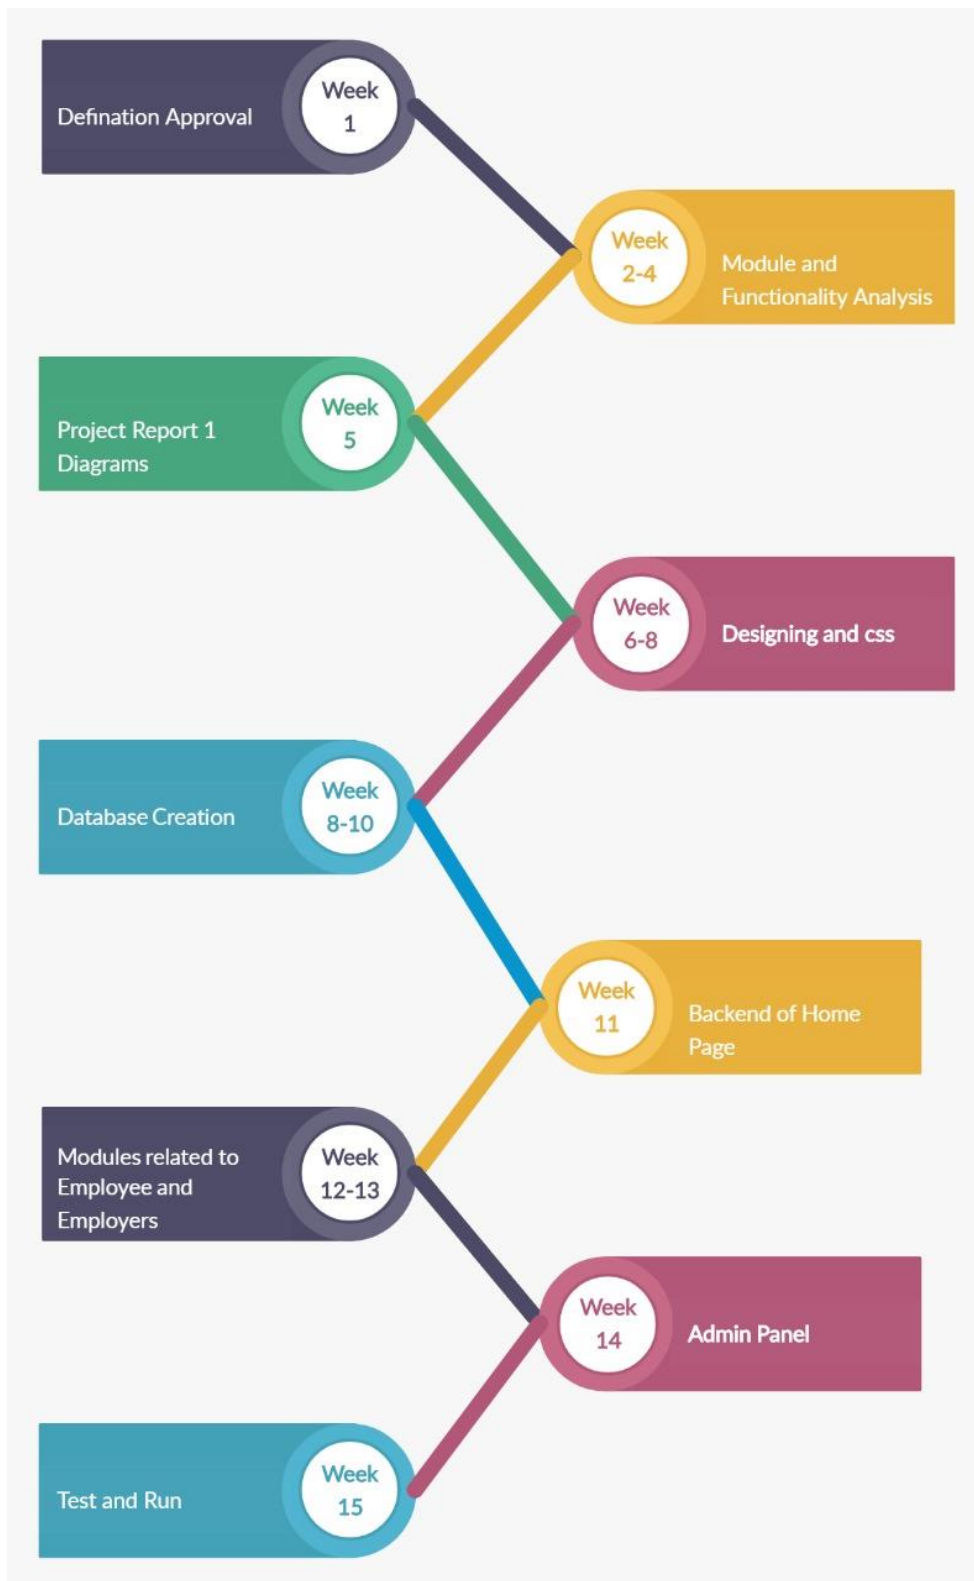 Week
1
Defination Approval
Week
2-4
Module and
Functionality Analysis
Week
5
Project Report 1
Diagrams
Week
6-8
Designing and css
Week
8-10
Database Creation
Week
11
Backend of Home
Page
Week
12-13
Modules related to
Employee and
Employers
Week
14
Admin Panel
Week
15
Test and Run